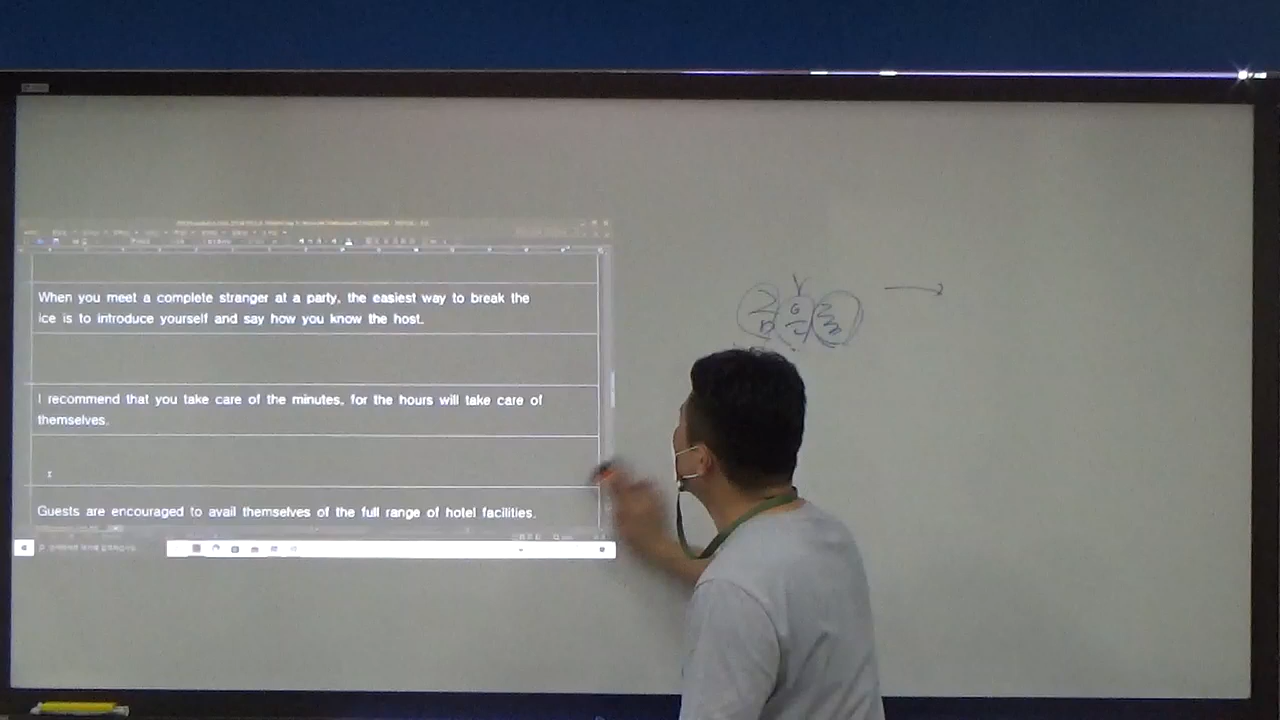 When you meet a complete stranger at a party, the easiest way to break the
ice is to introduce yourself and say how you know the host.
I recommend that you take care of the minutes, for the hours will take care of
themselves.
Guests are encouraged to avail themselves of the full range of hotel facilities.